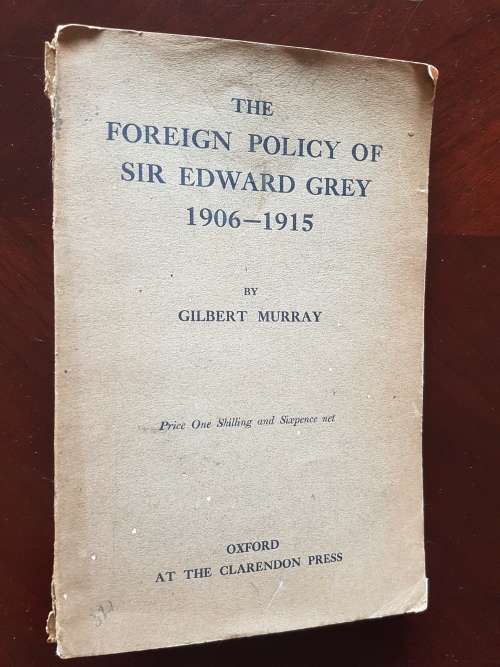 THE
FOREIGN POLICY OF
SIR EDWARD GREY
1906–1915
BY
GILBERT MURRAY
Price One Shilling and Sixpence net
OXFORD
AT THE CLARENDON PRESS